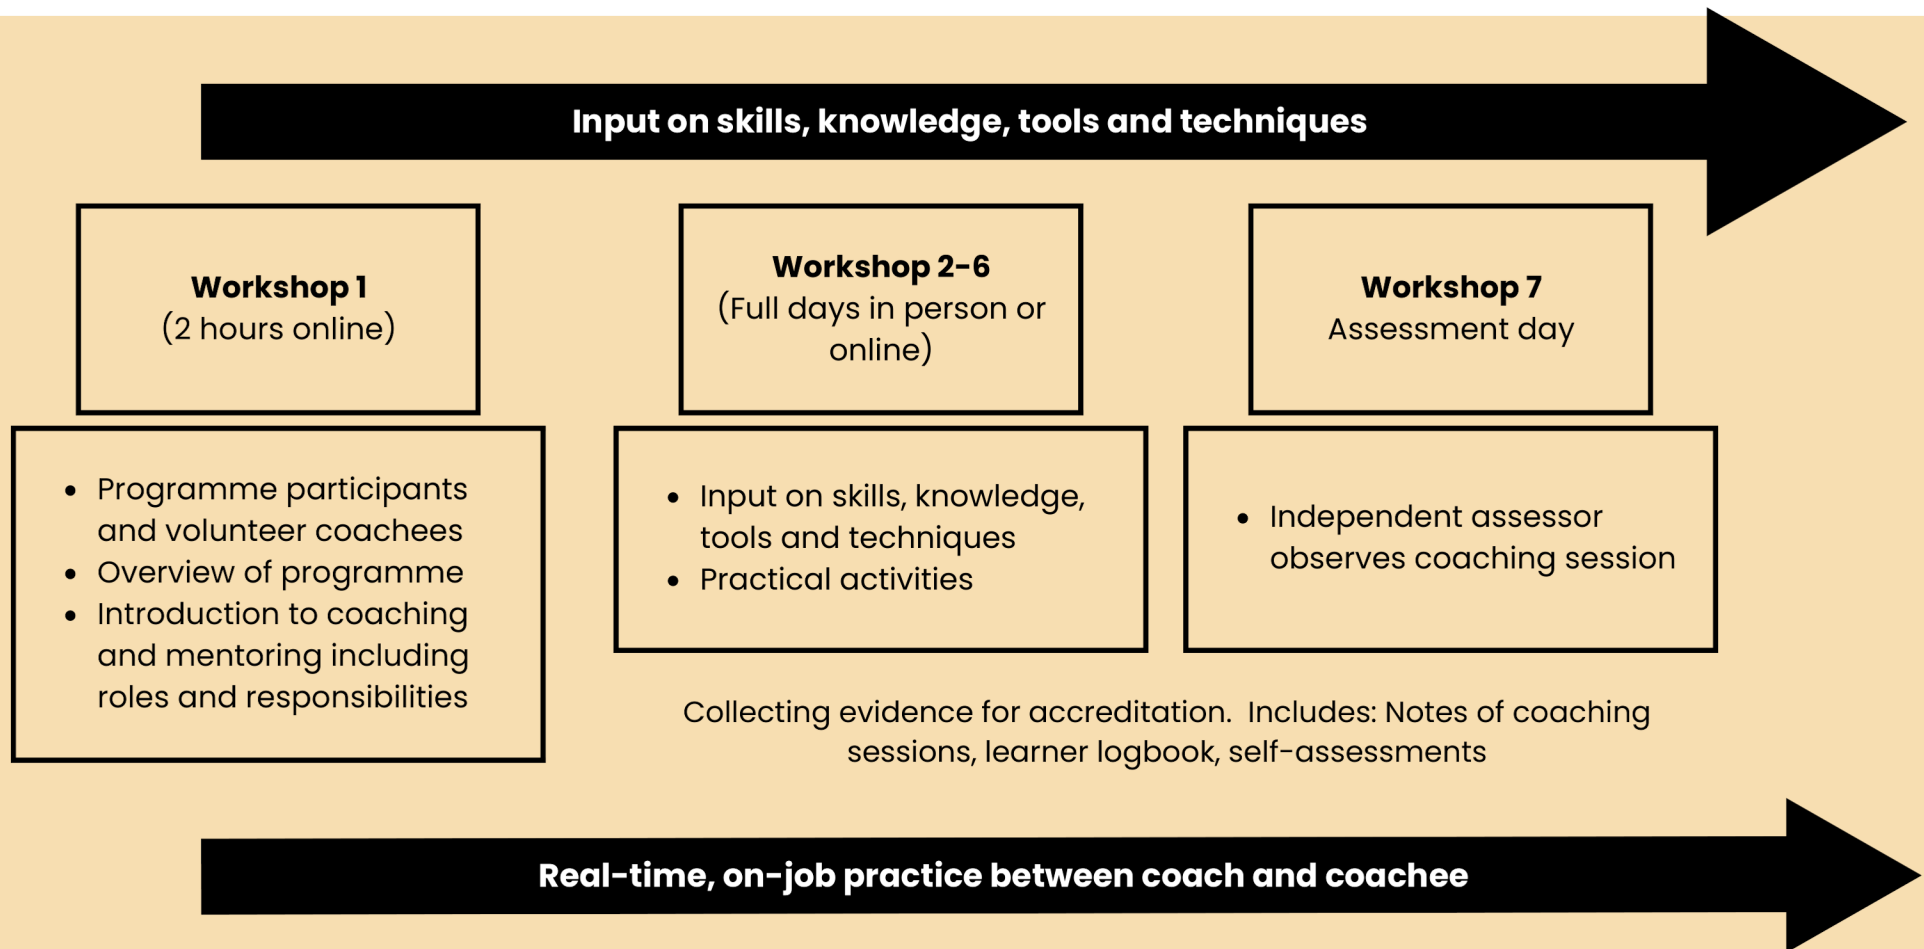 Input on skills, knowledge, tools and techniques
Workshop 1
(2 hours online)
Workshop 2-6
(Full days in person or
online)
Workshop 7
Assessment day
• Programme participants
and volunteer coachees
• Overview of programme
• Introduction to coaching
and mentoring including
roles and responsibilities
• Input on skills, knowledge,
tools and techniques
• Practical activities
• Independent assessor
observes coaching session
Collecting evidence for accreditation.  Includes: Notes of coaching
sessions, learner logbook, self-assessments
Real-time, on-job practice between coach and coachee